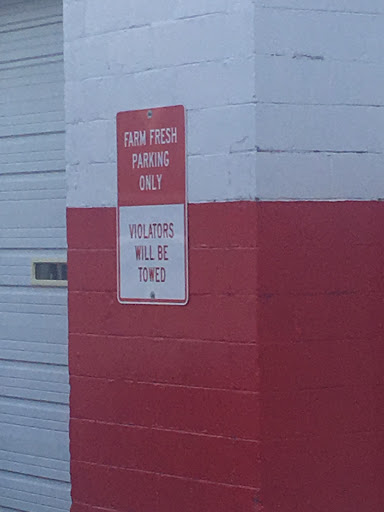 FARM FRESH
PARKING
ONLY
VIOLATORS
WILL BE
TOWED